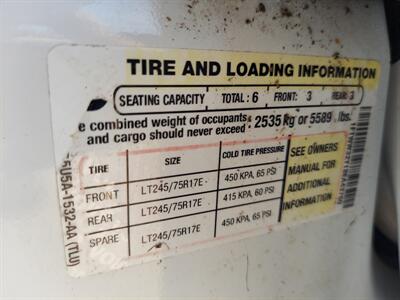 TIRE AND LOADING INFORMATION
SEATING CAPACITY TOTAL : 6 FRONT: 3 REAR: 3
e combined weight of occupants
and cargo should never exceed : 2535 kg or 5589 lbs.
TIRE SIZE COLD TIRE PRESSURE
FRONT LT245/75R17E 450 KPA, 65 PSI
REAR LT245/75R17E 415 KPA, 60 PSI
SPARE LT245/75R17E 450 KPA, 65 PSI
SEE OWNERS
MANUAL FOR
ADDITIONAL
INFORMATION
5U5A-1532-AA (TLU)